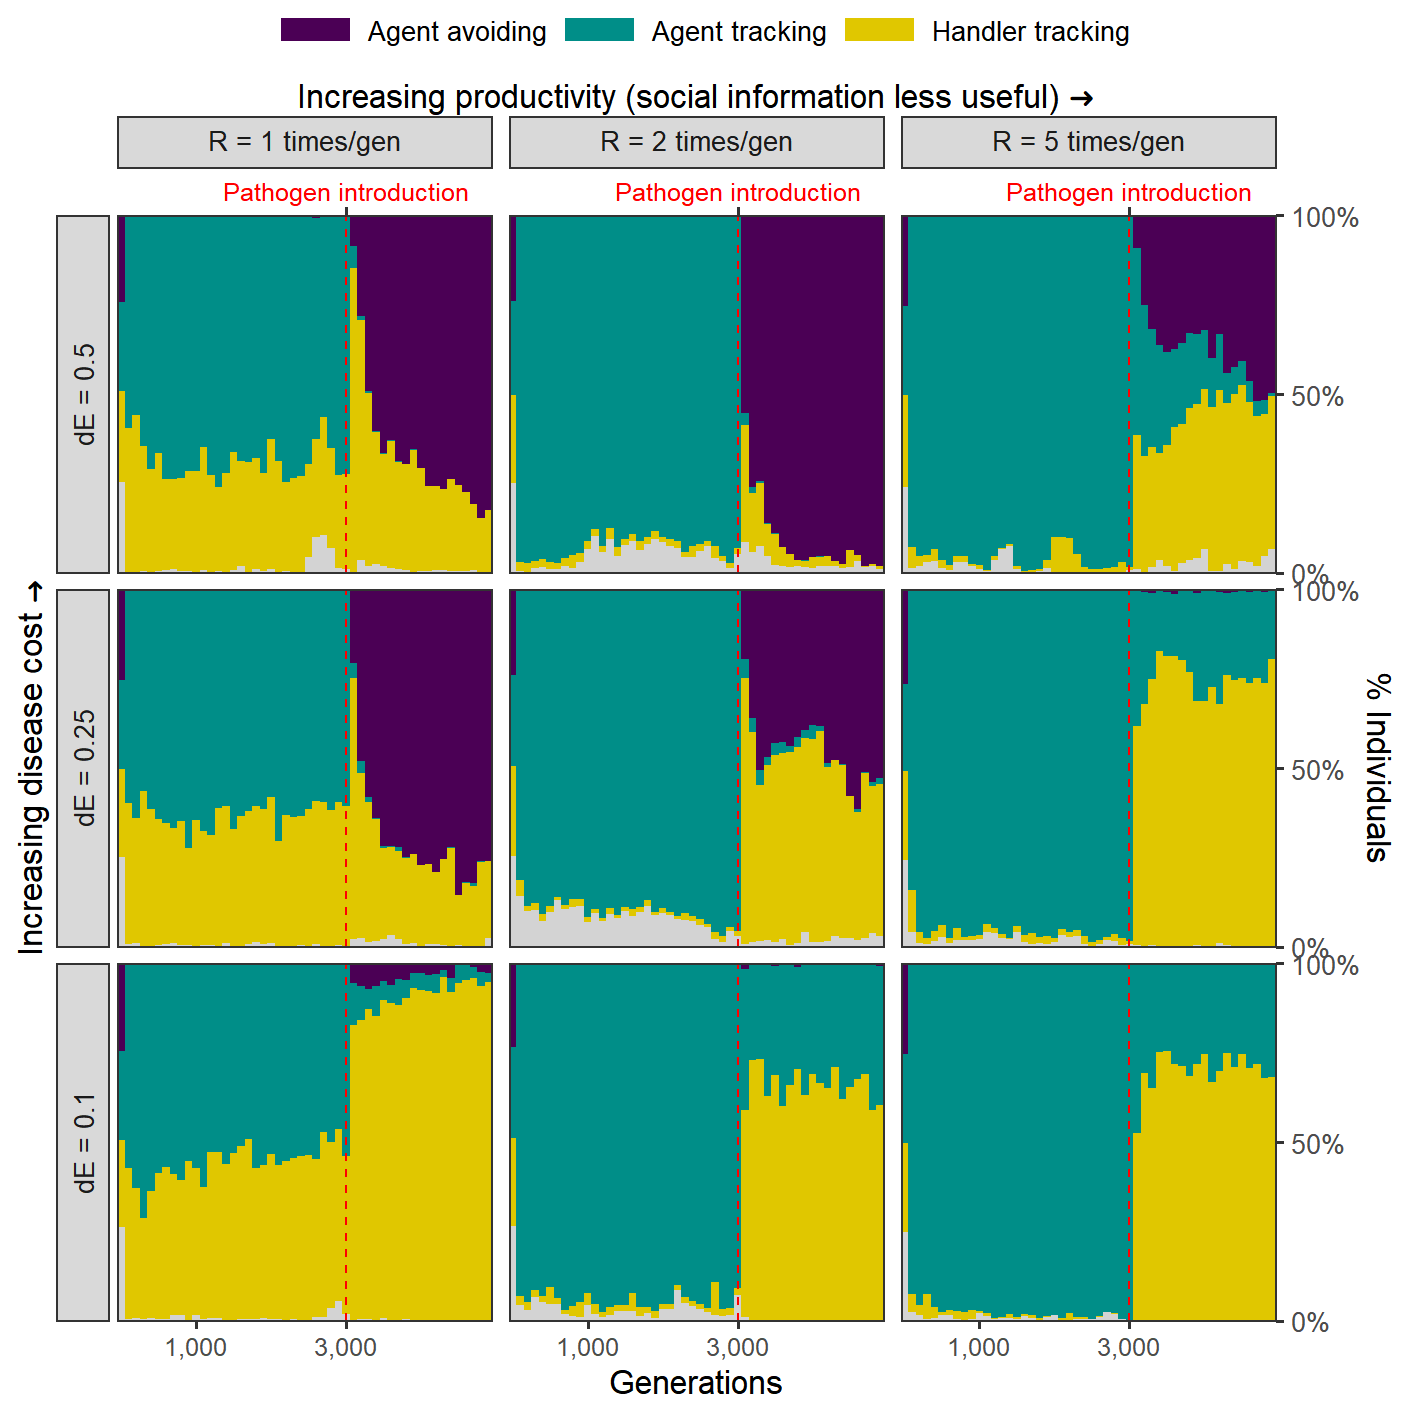 Agent avoiding Agent tracking Handler tracking
Increasing productivity (social information less useful) →
R = 1 times/gen R = 2 times/gen R = 5 times/gen
Pathogen introduction Pathogen introduction Pathogen introduction
Increasing disease cost →
dE = 0.5
100%
50%
0%
dE = 0.25
100%
50%
0%
% Individuals
dE = 0.1
100%
50%
0%
1,000 3,000 1,000 3,000 1,000 3,000
Generations